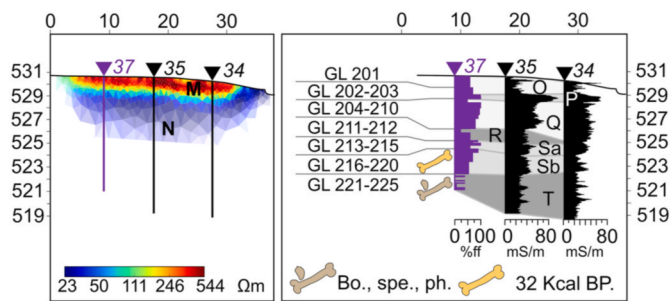 0 10 20 30
0 10 20 30
37 35 34
37 35 34
531
529
527
525
523
521
519
M
N
23 50 111 246 544 Ωm
GL 201
GL 202-203
GL 204-210
GL 211-212
GL 213-215
GL 216-220
GL 221-225
O
P
Q
R
Sa
Sb
T
531
529
527
525
523
521
519
0 100
%ff
0 80
mS/m
0 80
mS/m
Bo., spe., ph.
32 Kcal BP.